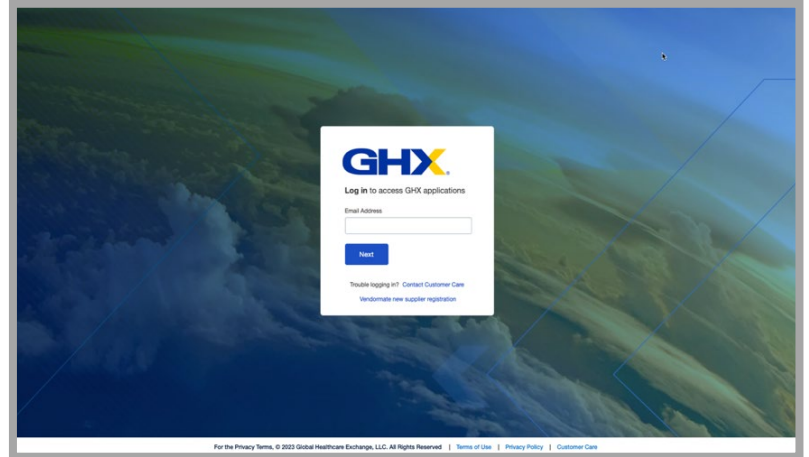 GHX
Log in to access GHX applications
Email Address
Next
Trouble logging in? Contact Customer Care
Vendormate new supplier registration
For the Privacy Terms, © 2023 Global Healthcare Exchange, LLC. All Rights Reserved | Terms of Use | Privacy Policy | Customer Care